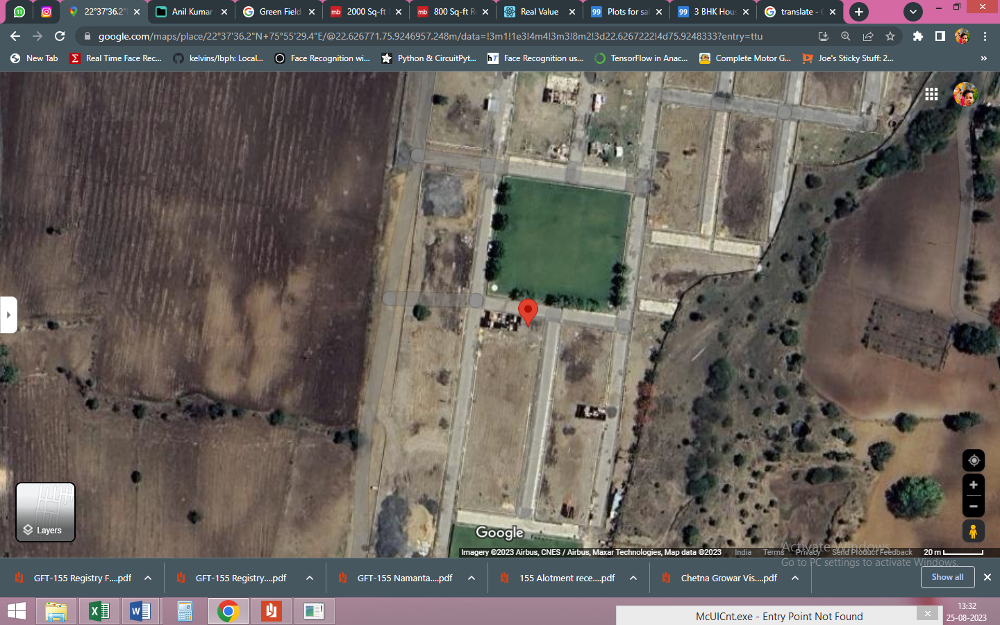 11
22°37'36.2"
Anil Kumar
Green Field
mb 2000 Sq-ft
mb 800 Sq-ft R
Real Value
99 Plots for sa
99 3 BHK Hou
translate -
google.com/maps/place/22°37'36.2"N+75°55'29.4"E/@22.626771,75.9246957,248m/data=!3m1!1e3!4m4!3m3!8m2!3d22.6267222!4d75.9248333?entry=ttu
New Tab
Real Time Face Rec...
kelvins/lbph: Local...
Face Recognition wi...
Python & CircuitPyt...
hT Face Recognition us...
TensorFlow in Anac...
Complete Motor G...
Joe's Sticky Stuff: 2...
»
Layers
Google
Imagery ©2023 Airbus, CNES / Airbus, Maxar Technologies, Map data ©2023
India
Terms
Privacy
Send Product Feedback
20 m
Activate Windows
Go to PC settings to activate Windows.
GFT-155 Registry F....pdf
GFT-155 Registry....pdf
GFT-155 Namanta....pdf
155 Alotment rece....pdf
Chetna Growar Vis....pdf
Show all
McUICnt.exe - Entry Point Not Found
13:32
25-08-2023